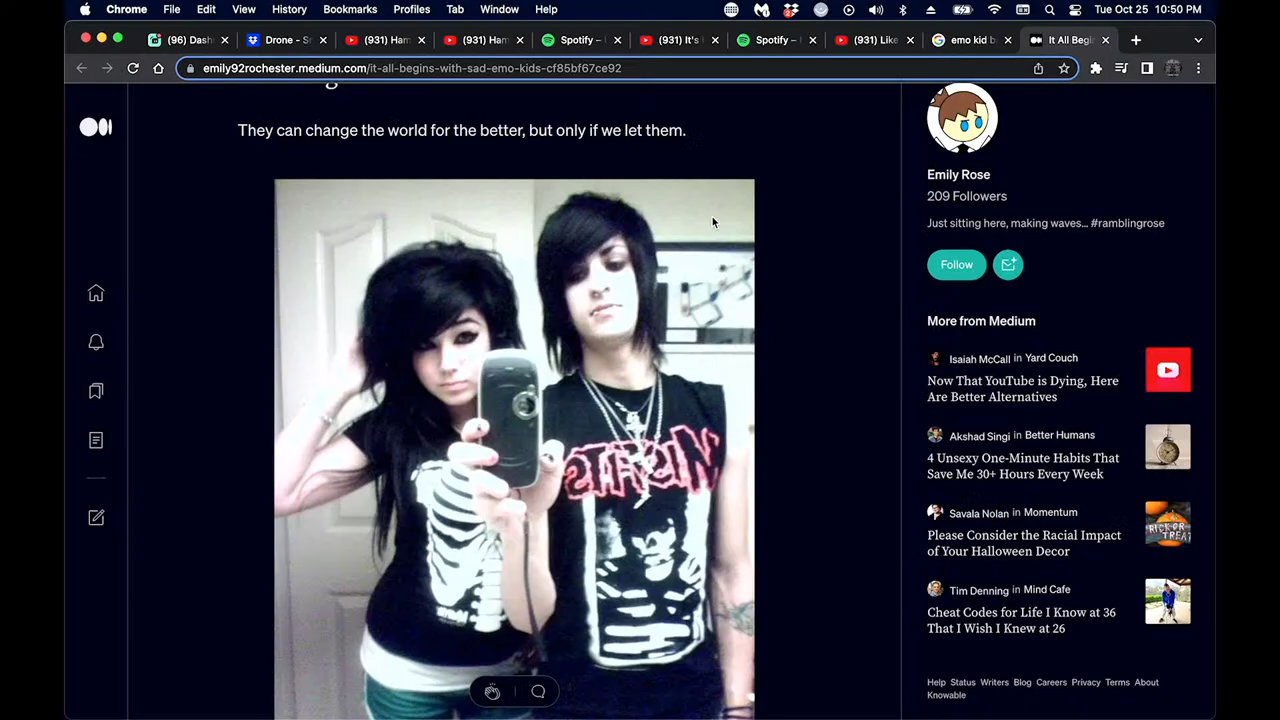 Chrome File Edit View History Bookmarks Profiles Tab Window Help Tue Oct 25 10:50 PM
(96) Dash Drone - Sr (931) Ham (931) Ham Spotify – (931) It's Spotify – (931) Like emo kid b It All Begi
emily92rochester.medium.com/it-all-begins-with-sad-emo-kids-cf85bf67ce92
They can change the world for the better, but only if we let them.
MISFITS
Emily Rose
209 Followers
Just sitting here, making waves... #ramblingrose
Follow
More from Medium
Isaiah McCall in Yard Couch
Now That YouTube is Dying, Here
Are Better Alternatives
Akshad Singi in Better Humans
4 Unsexy One-Minute Habits That
Save Me 30+ Hours Every Week
Savala Nolan in Momentum
Please Consider the Racial Impact
of Your Halloween Decor
RICK OR
TREAT
Tim Denning in Mind Cafe
Cheat Codes for Life I Know at 36
That I Wish I Knew at 26
Help Status Writers Blog Careers Privacy Terms About
Knowable